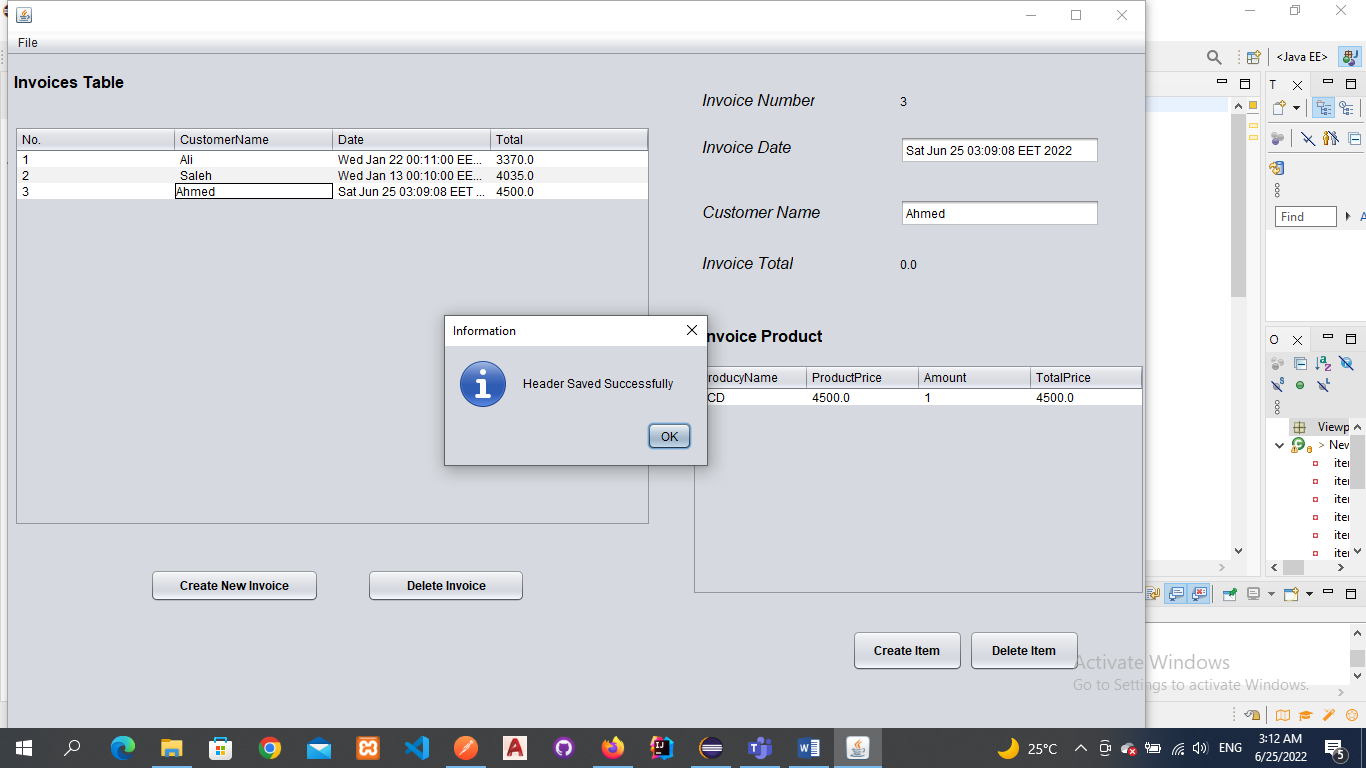 File
<Java EE>
Invoices Table
Invoice Number
3
No.
CustomerName
Date
Total
1
Ali
Wed Jan 22 00:11:00 EE...
3370.0
2
Saleh
Wed Jan 13 00:10:00 EE...
4035.0
3
Ahmed
Sat Jun 25 03:09:08 EET ...
4500.0
Invoice Date
Sat Jun 25 03:09:08 EET 2022
Customer Name
Ahmed
Invoice Total
0.0
Information
Header Saved Successfully
OK
nvoice Product
roducyName
ProductPrice
Amount
TotalPrice
CD
4500.0
1
4500.0
Create New Invoice
Delete Invoice
Create Item
Delete Item
T
Find
A
O
Viewp
> New
iter
iter
iter
iter
iter
iter
Activate Windows
Go to Settings to activate Windows.
25°C
ENG
3:12 AM
6/25/2022
5